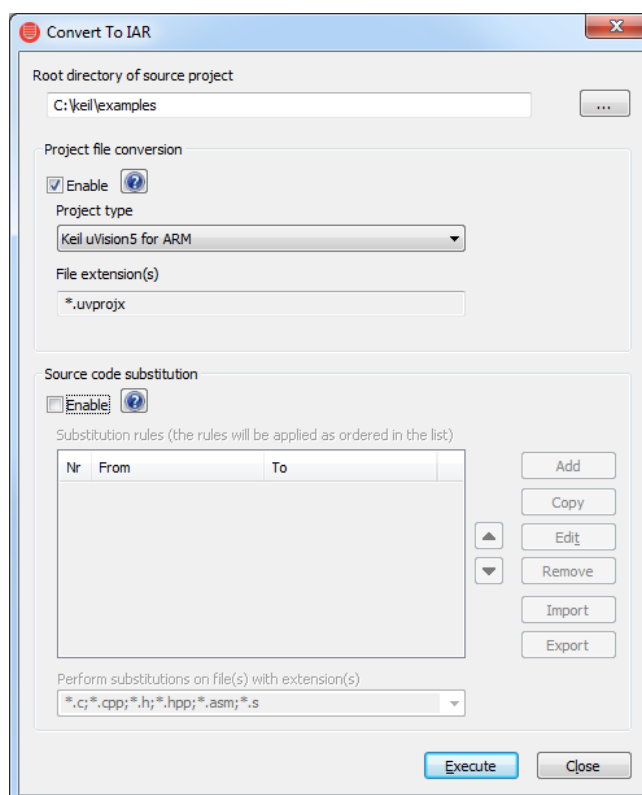 Convert To IAR
Root directory of source project
C:\keil\examples
...
Project file conversion
Enable
Project type
Keil uVision5 for ARM
File extension(s)
*.uvprojx
Source code substitution
Enable
Substitution rules (the rules will be applied as ordered in the list)
Nr From To
Add
Copy
Edit
Remove
Import
Export
Perform substitutions on file(s) with extension(s)
*.c;*.cpp;*.h;*.hpp;*.asm;*.s
Execute Close